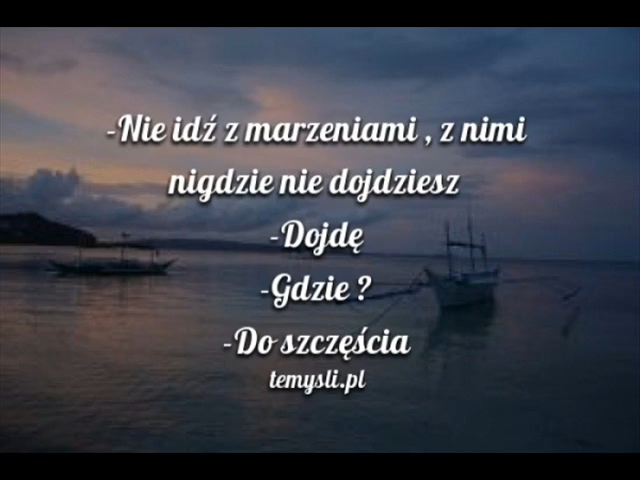 -Nie idź z marzeniami , z nimi
nigdzie nie dojdziesz
-Dojdę
-Gdzie ?
-Do szczęścia
temysli.pl